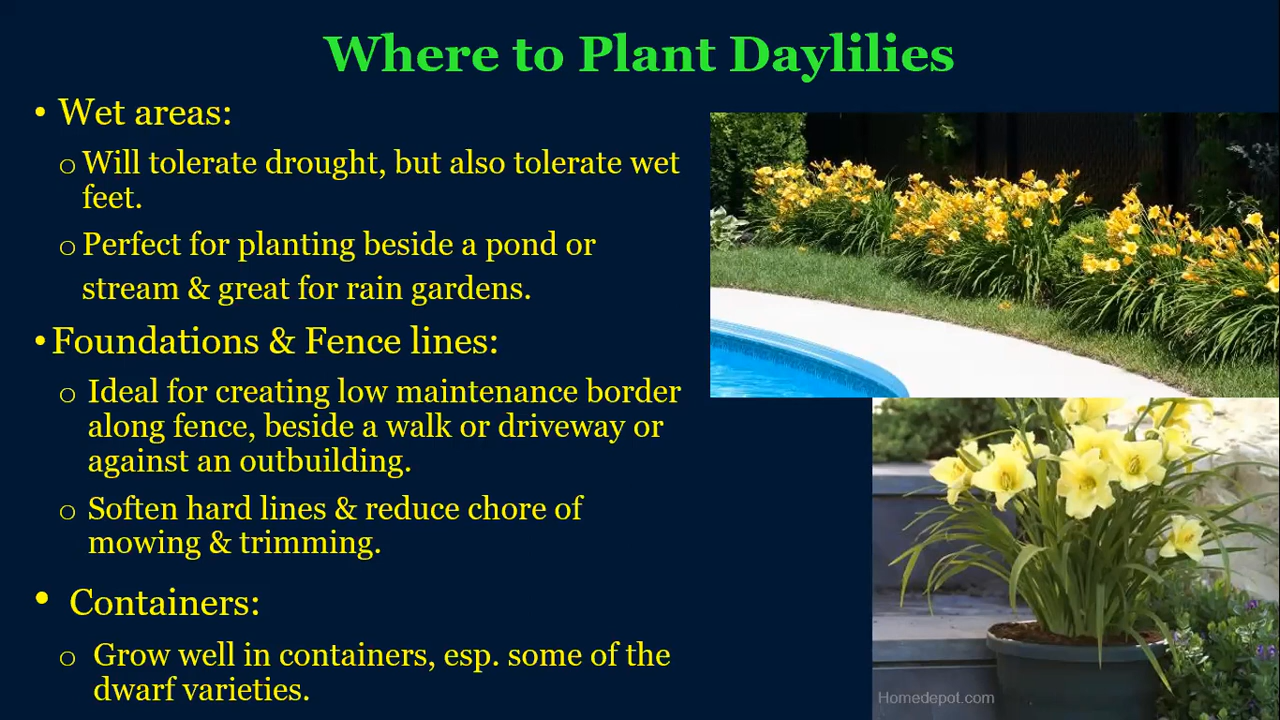 Where to Plant Daylilies
• Wet areas:
o Will tolerate drought, but also tolerate wet
feet.
o Perfect for planting beside a pond or
stream & great for rain gardens.
• Foundations & Fence lines:
o Ideal for creating low maintenance border
along fence, beside a walk or driveway or
against an outbuilding.
o Soften hard lines & reduce chore of
mowing & trimming.
• Containers:
o Grow well in containers, esp. some of the
dwarf varieties.
Homedepot.com